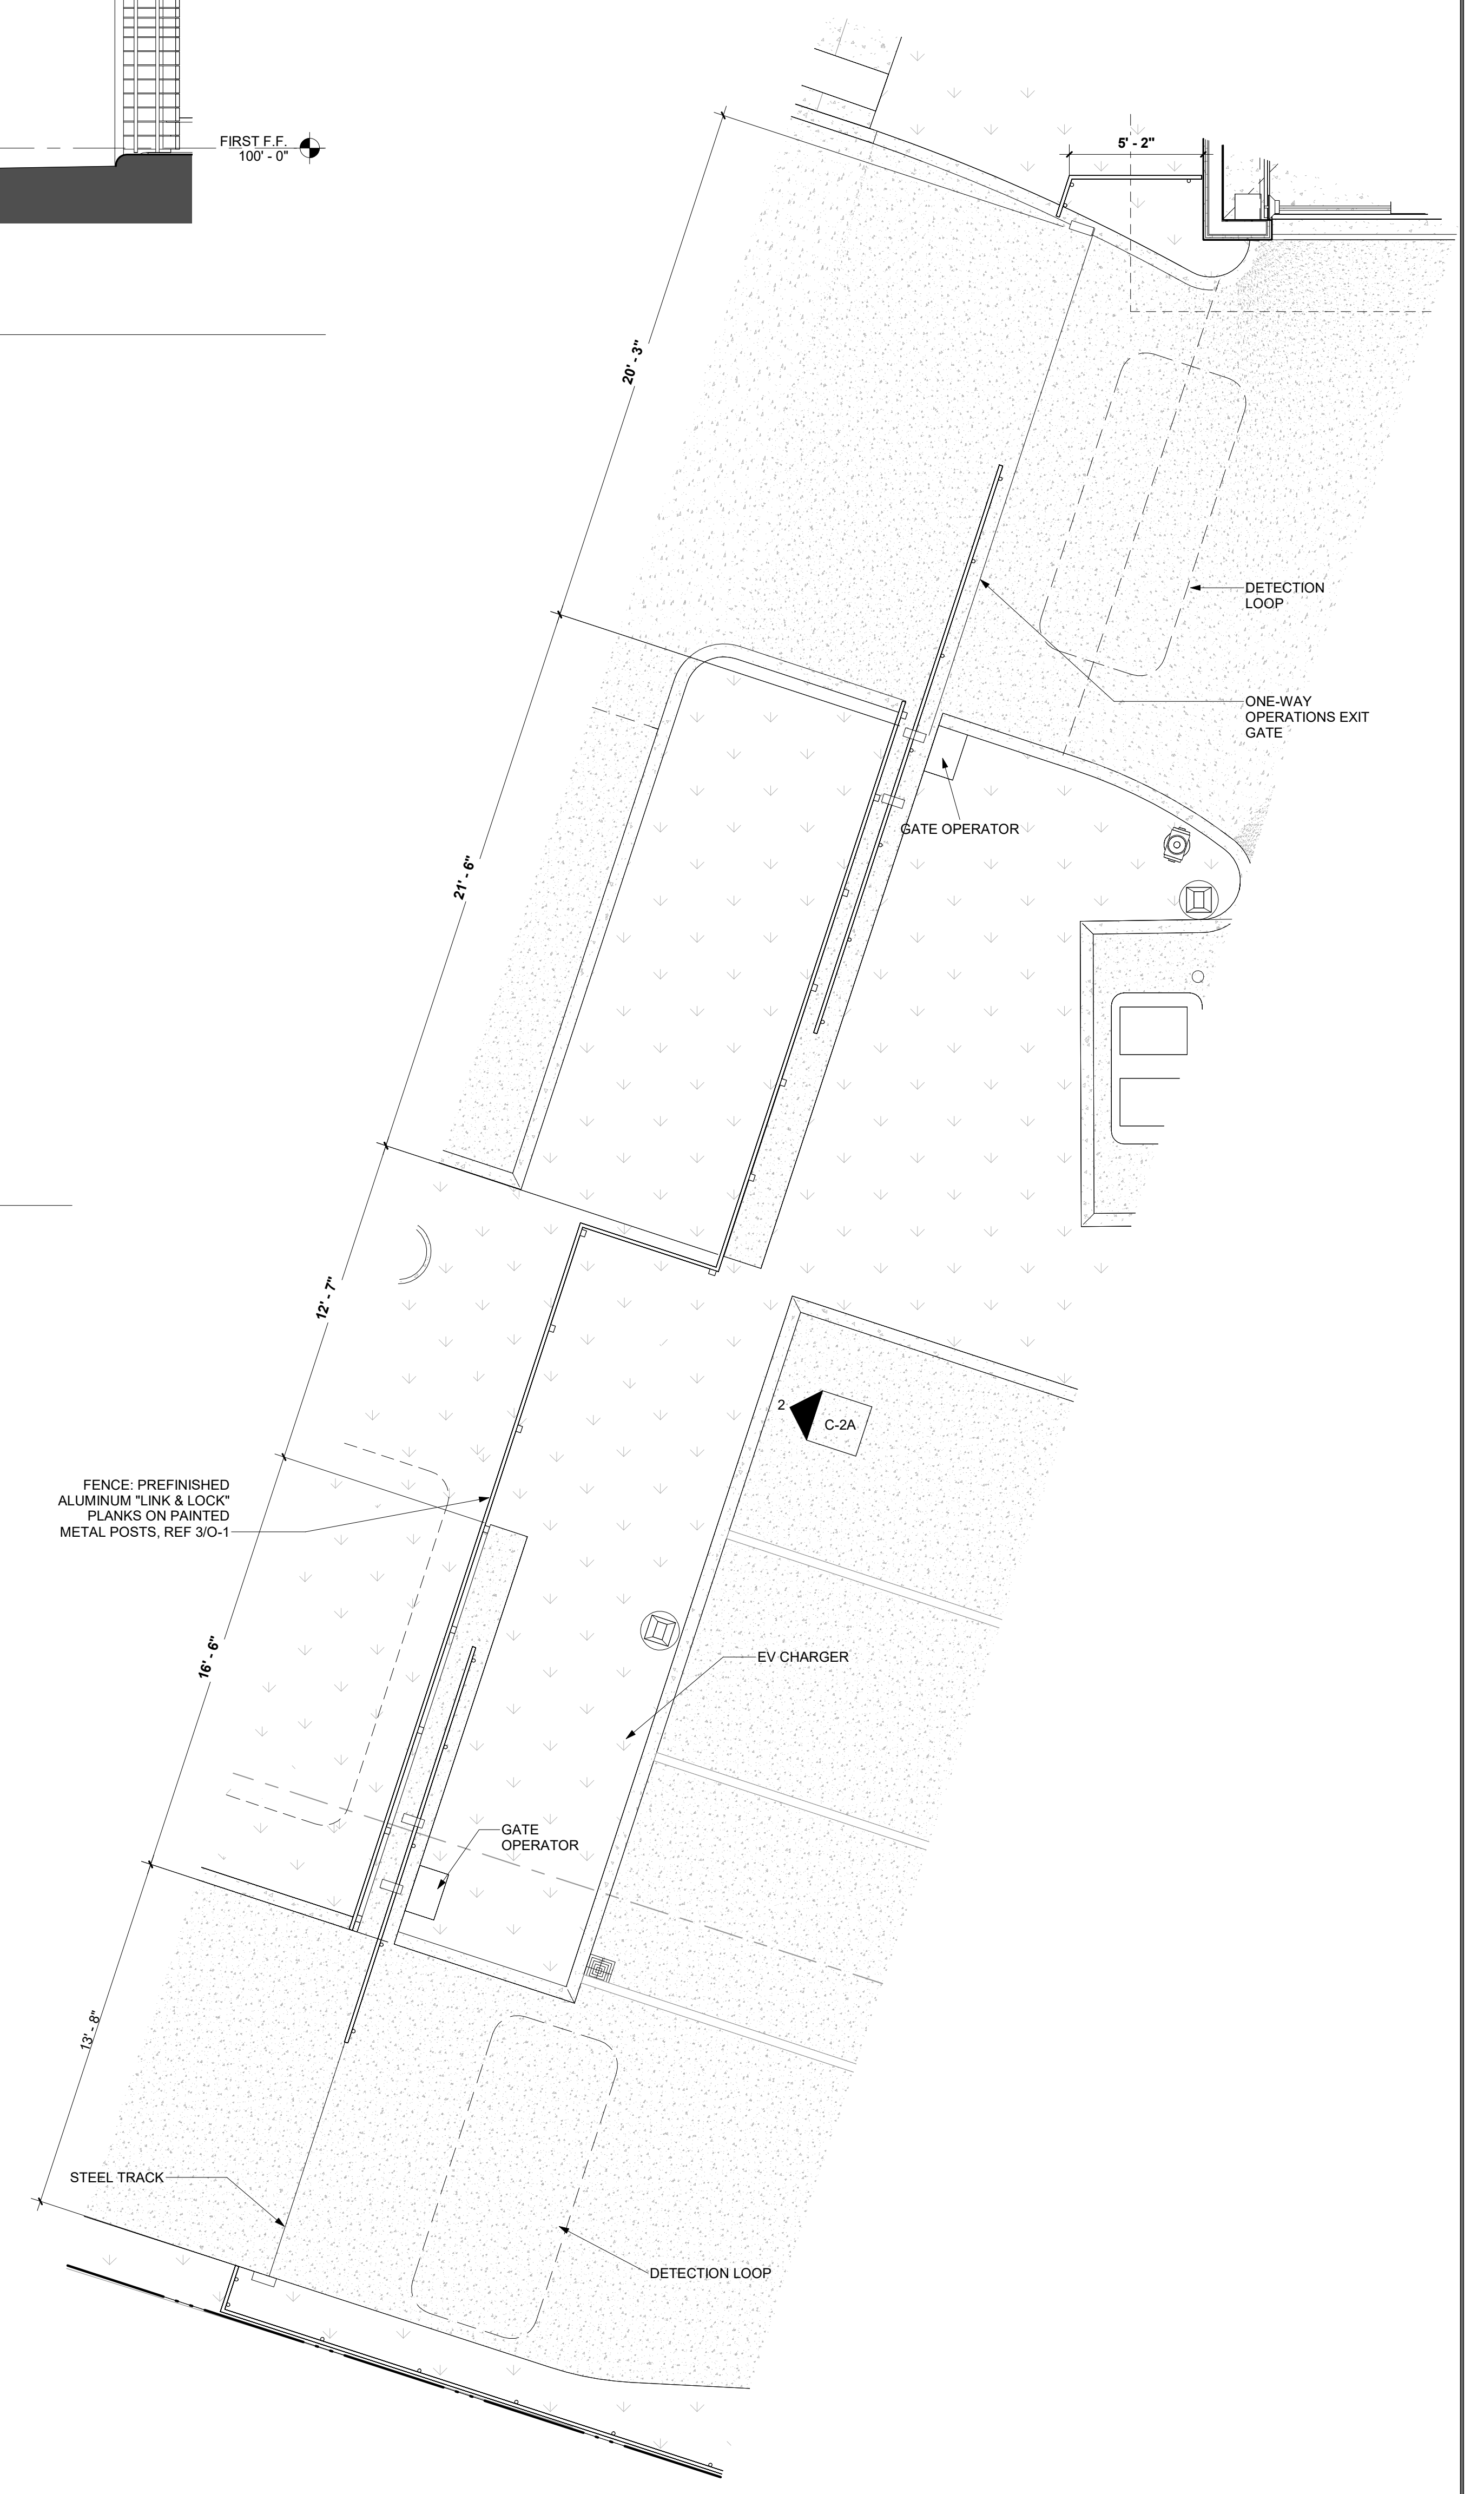 FIRST F.F.
100' - 0"
5' - 2"
20' - 3"
DETECTION
LOOP
ONE-WAY
OPERATIONS EXIT
GATE
GATE OPERATOR
21' - 6"
12' - 7"
2
C-2A
FENCE: PREFINISHED
ALUMINUM "LINK & LOCK"
PLANKS ON PAINTED
METAL POSTS, REF 3/O-1
16' - 6"
EV CHARGER
GATE
OPERATOR
13' - 8"
STEEL TRACK
DETECTION LOOP